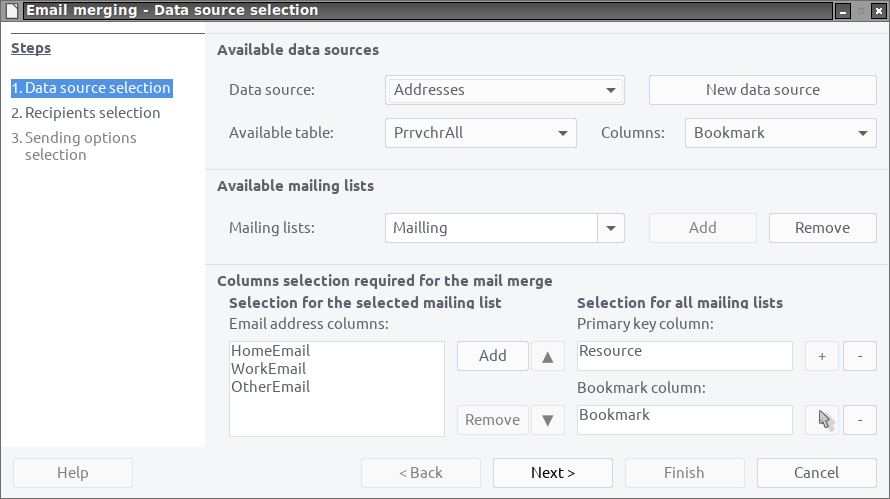 Email merging - Data source selection
Steps
1. Data source selection
2. Recipients selection
3. Sending options
selection
Available data sources
Data source: Addresses New data source
Available table: PrrvchrAll Columns: Bookmark
Available mailing lists
Mailing lists: Mailling Add Remove
Columns selection required for the mail merge
Selection for the selected mailing list
Email address columns:
HomeEmail
WorkEmail
OtherEmail
Add ▲
Remove ▼
Selection for all mailing lists
Primary key column:
Resource + -
Bookmark column:
Bookmark -
Help < Back Next > Finish Cancel